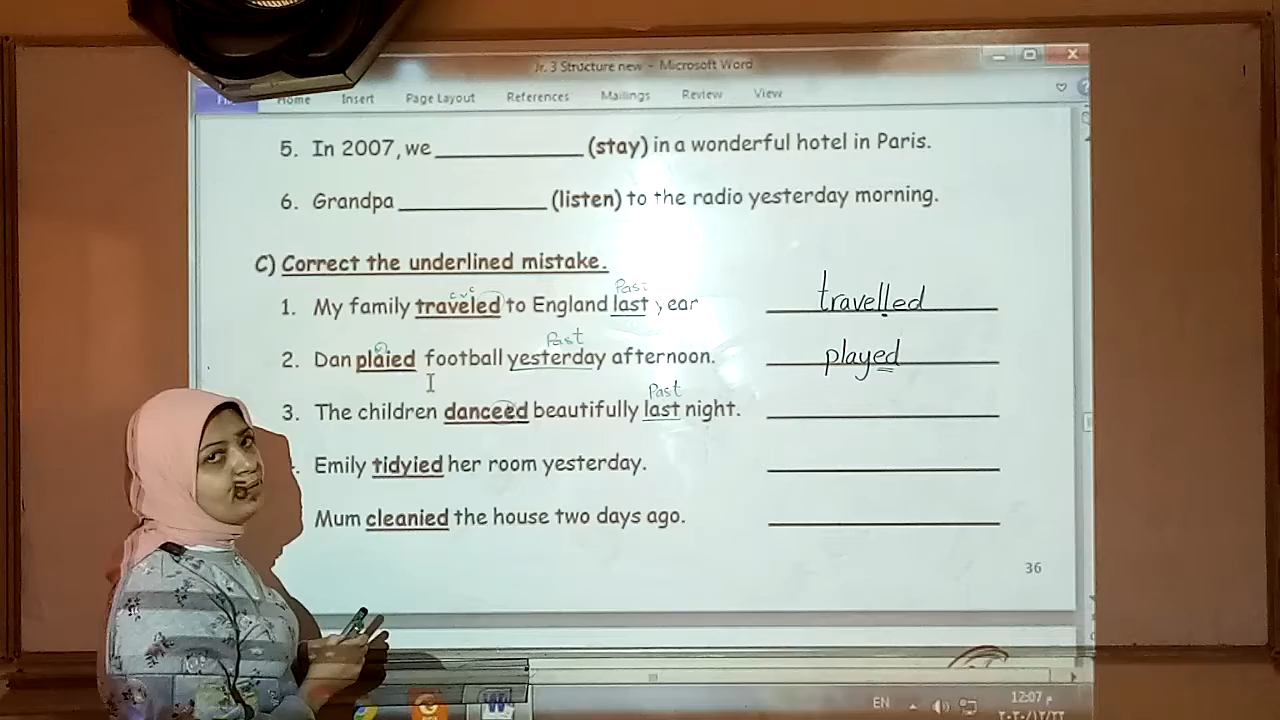 Jr. 3 Structure new - Microsoft Word
Home Insert Page Layout References Mailings Review View
5. In 2007, we ____________ (stay) in a wonderful hotel in Paris.
6. Grandpa ____________ (listen) to the radio yesterday morning.
C) Correct the underlined mistake.
c v c
Past
1. My family traveled to England last year travelled
Past
2. Dan plaied football yesterday afternoon. played
Past
3. The children danceed beautifully last night. ____________
Emily tidyied her room yesterday. ____________
Mum cleanied the house two days ago. ____________
36
EN
12:07 م